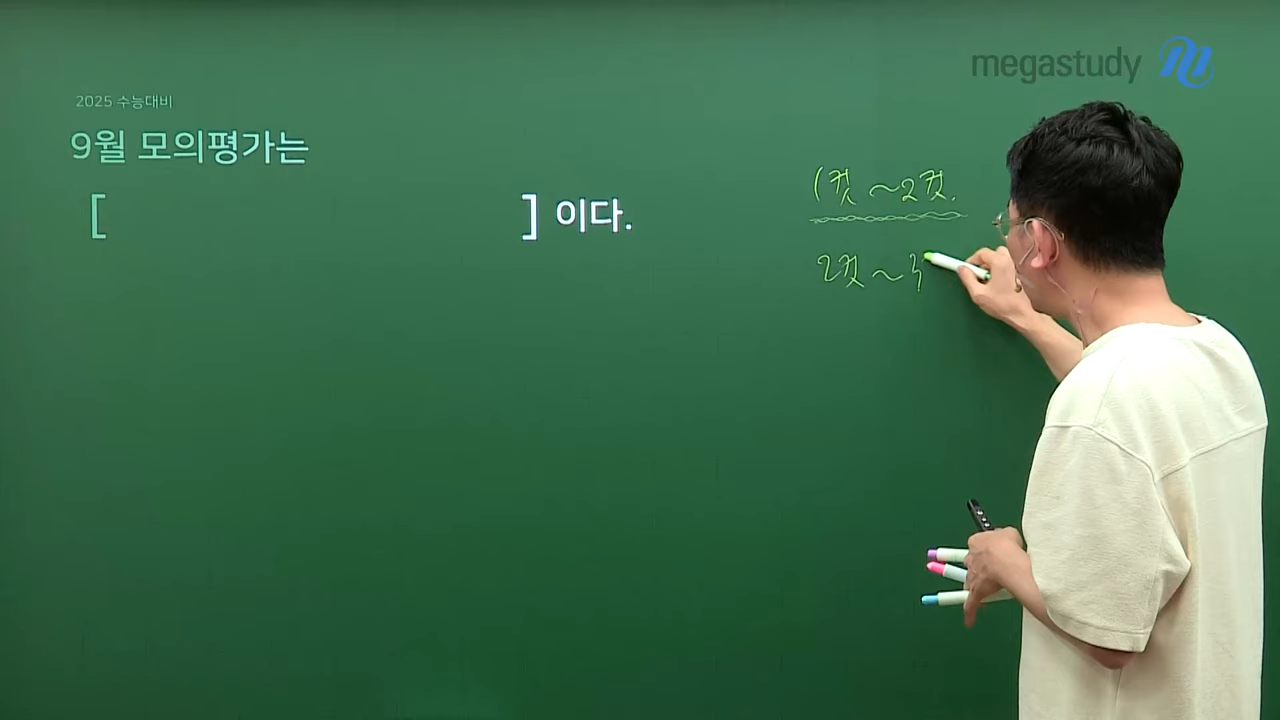 megastudy
2025 수능대비
9월 모의평가는
[ ] 이다.
1컷 ~2컷.
2컷 ~